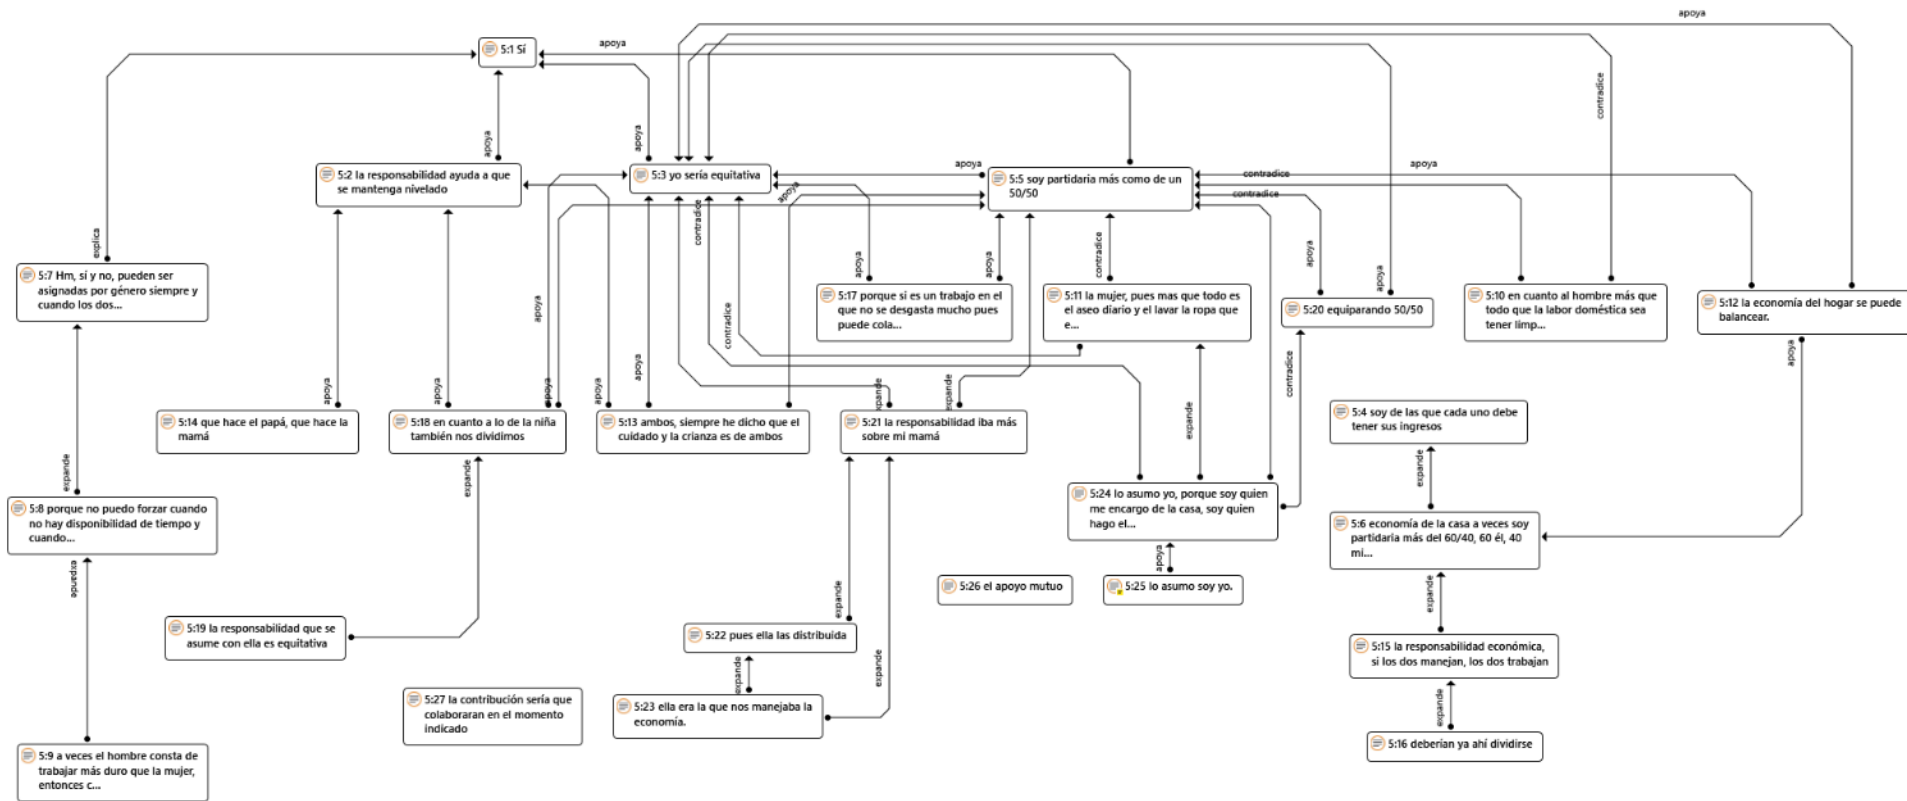 apoya
5:1 Sí
apoya
contradice
explica
apoya
apoya
5:2 la responsabilidad ayuda a que
se mantenga nivelado
5:3 yo sería equitativa
apoya
5:5 soy partidaria más como de un
50/50
apoya
contradice
contradice
apoya
contradice
5:7 Hm, sí y no, pueden ser
asignadas por género siempre y
cuando los dos...
apoya
apoya
contradice
apoya
apoya
5:17 porque sí es un trabajo en el
que no se desgasta mucho pues
puede cola...
5:11 la mujer, pues mas que todo es
el aseo diario y el lavar la ropa que
e...
5:20 equiparando 50/50
5:10 en cuanto al hombre más que
todo que la labor doméstica sea
tener limp...
5:12 la economía del hogar se puede
balancear.
apoya
contradice
apoya
contradice
apoya
apoya
apoya
apoya
apoya
expande
expande
expande
5:14 que hace el papá, que hace la
mamá
5:18 en cuanto a lo de la niña
también nos dividimos
5:13 ambos, siempre he dicho que el
cuidado y la crianza es de ambos
5:21 la responsabilidad iba más
sobre mi mamá
5:4 soy de las que cada uno debe
tener sus ingresos
expande
expande
expande
5:8 porque no puedo forzar cuando
no hay disponibilidad de tiempo y
cuando...
5:24 lo asumo yo, porque soy quien
me encargo de la casa, soy quien
hago el...
5:6 economía de la casa a veces soy
partidaria más del 60/40, 60 él, 40
mi...
expande
apoya
5:26 el apoyo mutuo
5:25 lo asumo soy yo.
expande
expande
5:19 la responsabilidad que se
asume con ella es equitativa
5:22 pues ella las distribuida
expande
5:15 la responsabilidad económica,
si los dos manejan, los dos trabajan
expande
5:27 la contribución sería que
colaboraran en el momento
indicado
5:23 ella era la que nos manejaba la
economía.
expande
5:9 a veces el hombre consta de
trabajar más duro que la mujer,
entonces c...
5:16 deberían ya ahí dividirse